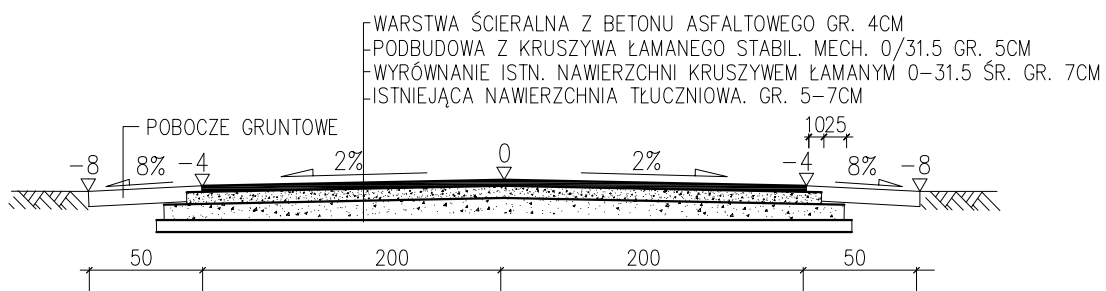 WARSTWA ŚCIERALNA Z BETONU ASFALTOWEGO GR. 4CM
PODBUDOWA Z KRUSZYWA ŁAMANEGO STABIL. MECH. 0/31.5 GR. 5CM
WYRÓWNANIE ISTN. NAWIERZCHNI KRUSZYWEM ŁAMANYM 0-31.5 ŚR. GR. 7CM
ISTNIEJĄCA NAWIERZCHNIA TŁUCZNIOWA. GR. 5-7CM
POBOCZE GRUNTOWE
1025
-8 8% -4 2% 0 2% -4 8% -8
50 200 200 50